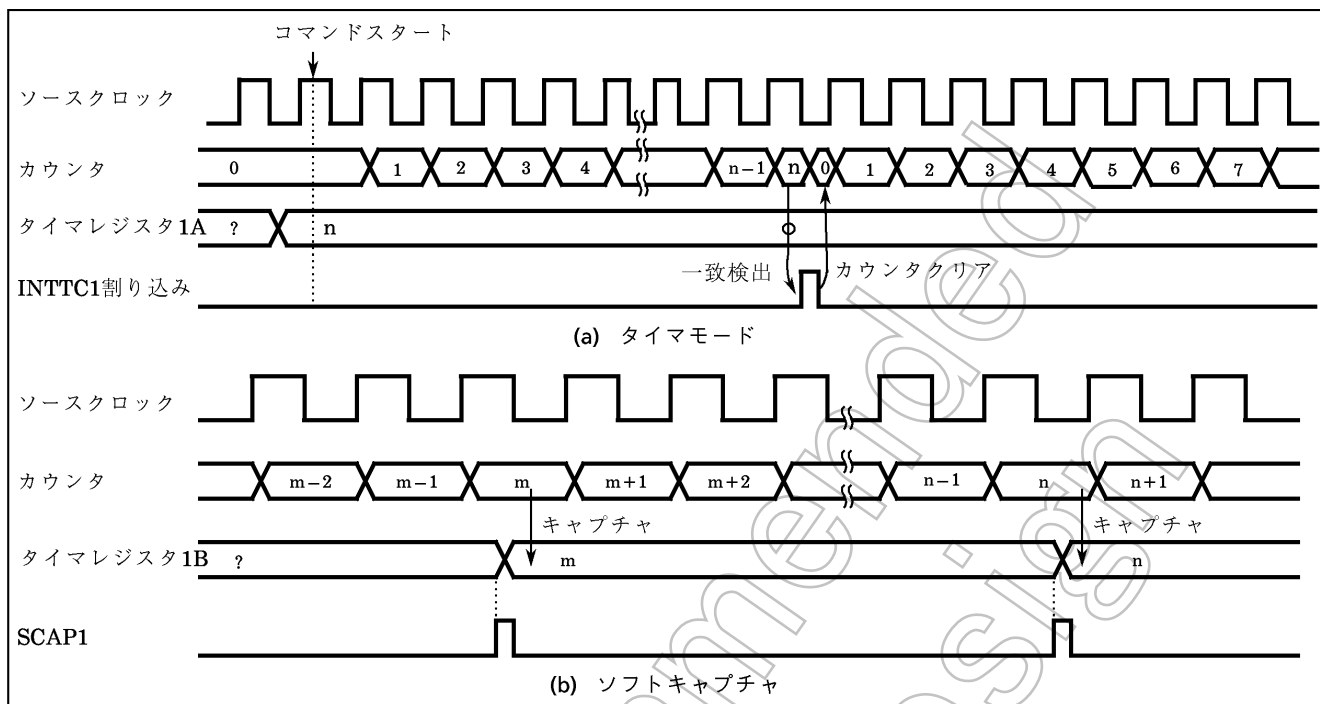 コマンドスタート
ソースクロック
カウンタ 0 1 2 3 4 n−1 n 0 1 2 3 4 5 6 7
タイマレジスタ1A ? n
一致検出 カウンタクリア
INTTC1割り込み
(a) タイマモード
ソースクロック
カウンタ m−2 m−1 m m+1 m+2 n−1 n n+1
キャプチャ キャプチャ
タイマレジスタ1B ? m n
SCAP1
(b) ソフトキャプチャ